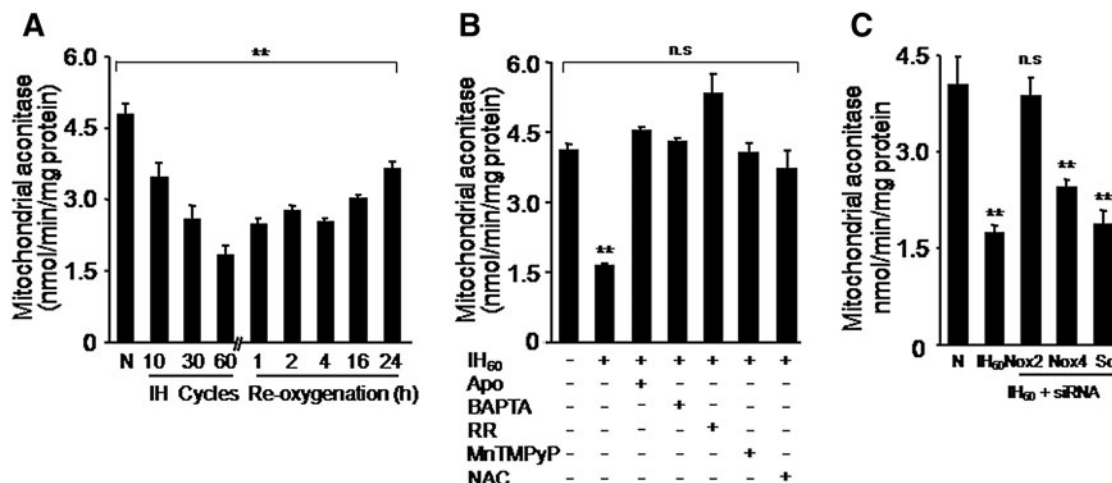 A
**
Mitochondrial aconitase
(nmol/min/mg protein)
6.0
4.5
3.0
1.5
0
N 10 30 60 // 1 2 4 16 24
IH Cycles Re-oxygenation (h)
B
n.s
Mitochondrial aconitase
(nmol/min/mg protein)
6.0
4.5
3.0
1.5
0
**
IH60 - + + + + + +
Apo - - + - - - -
BAPTA - - - + - - -
RR - - - - + - -
MnTMPyP - - - - - + -
NAC - - - - - - +
C
Mitochondrial aconitase
nmol/min/mg protein
4.5
3.0
1.5
0
n.s
**
**
**
N IH60 Nox2 Nox4 Sc
IH60 + siRNA